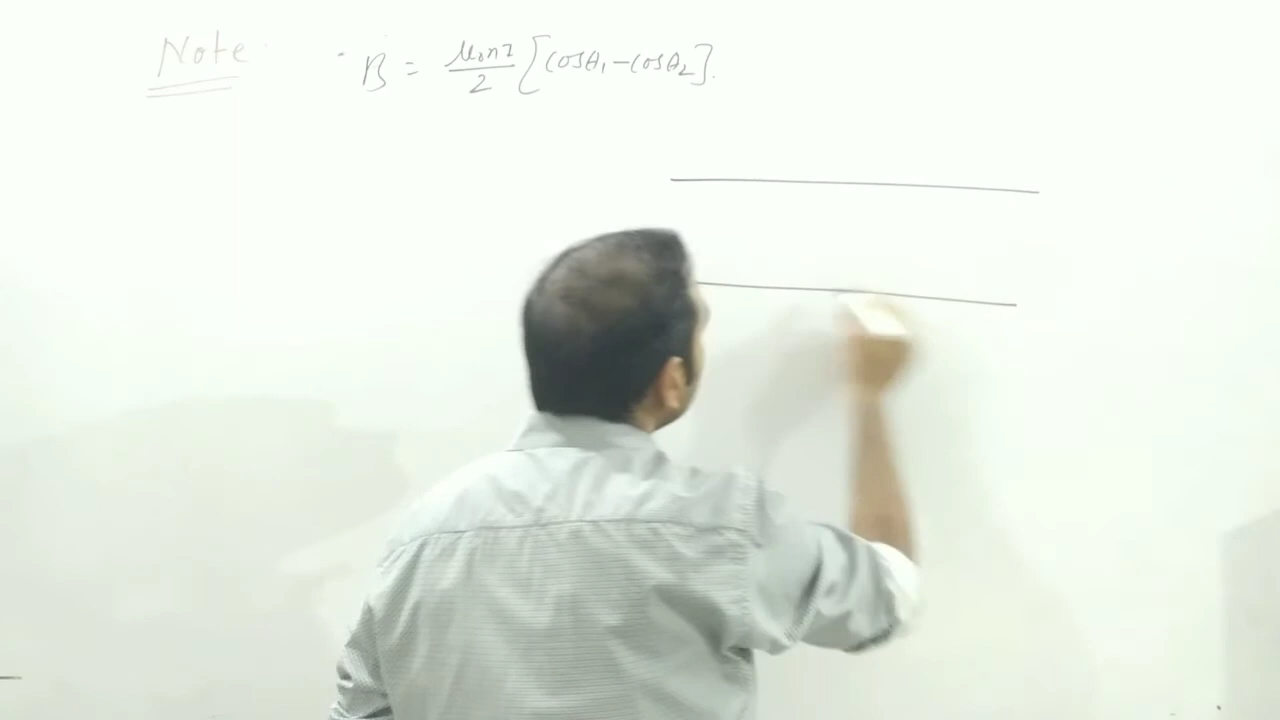 Note
B = μ₀nI/2 [cosθ₁-cosθ₂].